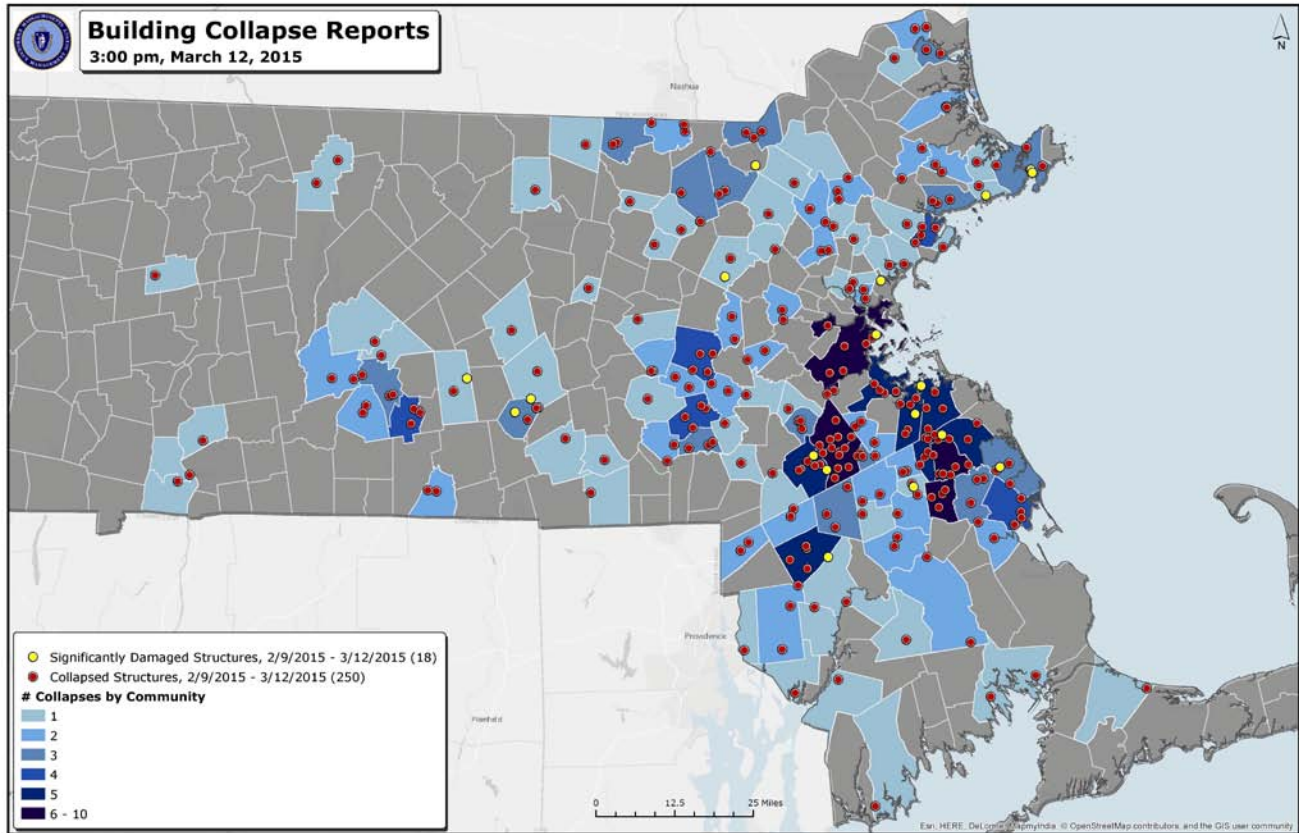 Building Collapse Reports
3:00 pm, March 12, 2015
N
Nashua
Providence
Significantly Damaged Structures, 2/9/2015 - 3/12/2015 (18)
Collapsed Structures, 2/9/2015 - 3/12/2015 (250)
# Collapses by Community
1
2
3
4
5
6 - 10
0 12.5 25 Miles
Esri, HERE, DeLorme, MapmyIndia, © OpenStreetMap contributors, and the GIS user community